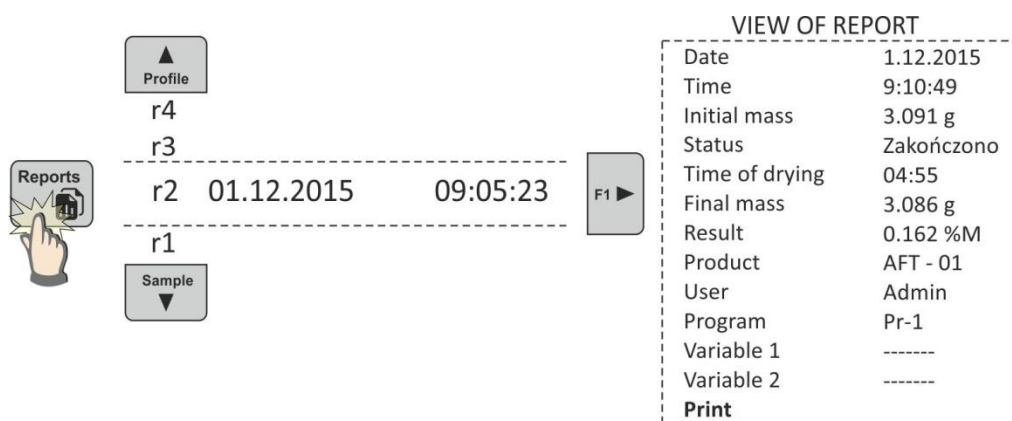 Reports
Profile
r4
r3
r2 01.12.2015 09:05:23
r1
Sample
F1
VIEW OF REPORT
Date 1.12.2015
Time 9:10:49
Initial mass 3.091 g
Status Zakończono
Time of drying 04:55
Final mass 3.086 g
Result 0.162 %M
Product AFT - 01
User Admin
Program Pr-1
Variable 1 -------
Variable 2 -------
Print